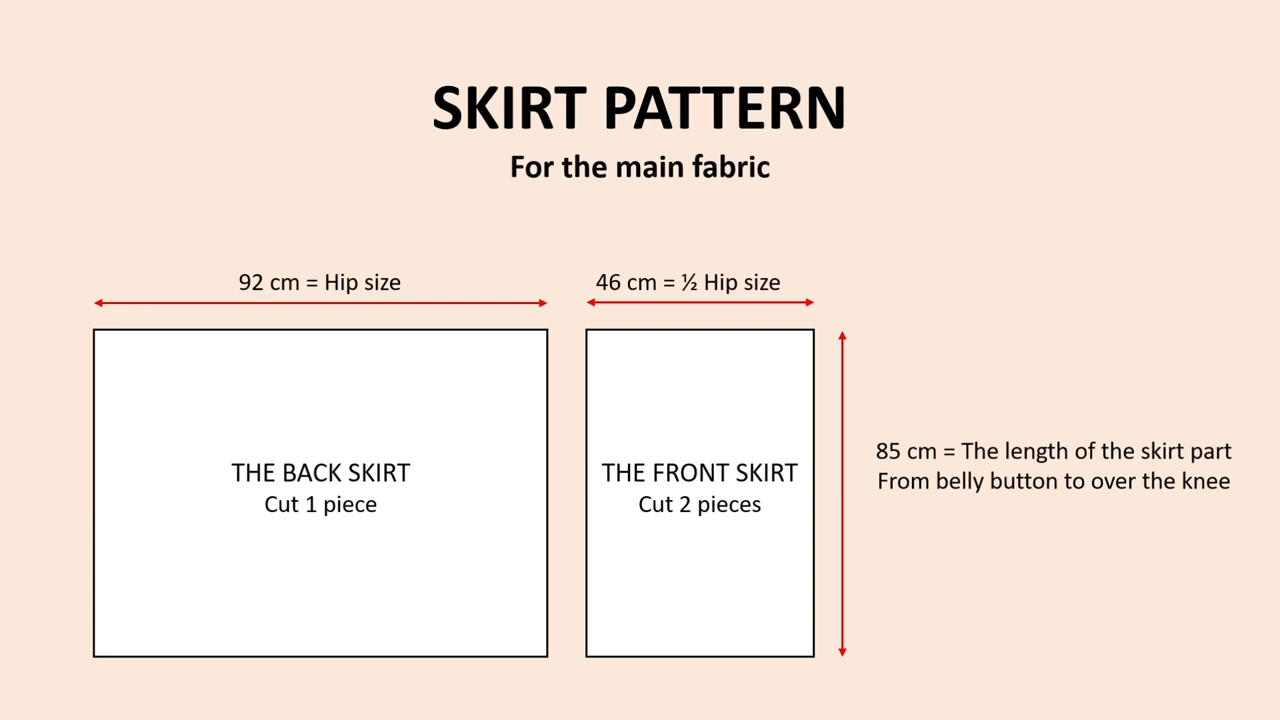 SKIRT PATTERN
For the main fabric
92 cm = Hip size
46 cm = ½ Hip size
THE BACK SKIRT
Cut 1 piece
THE FRONT SKIRT
Cut 2 pieces
85 cm = The length of the skirt part
From belly button to over the knee